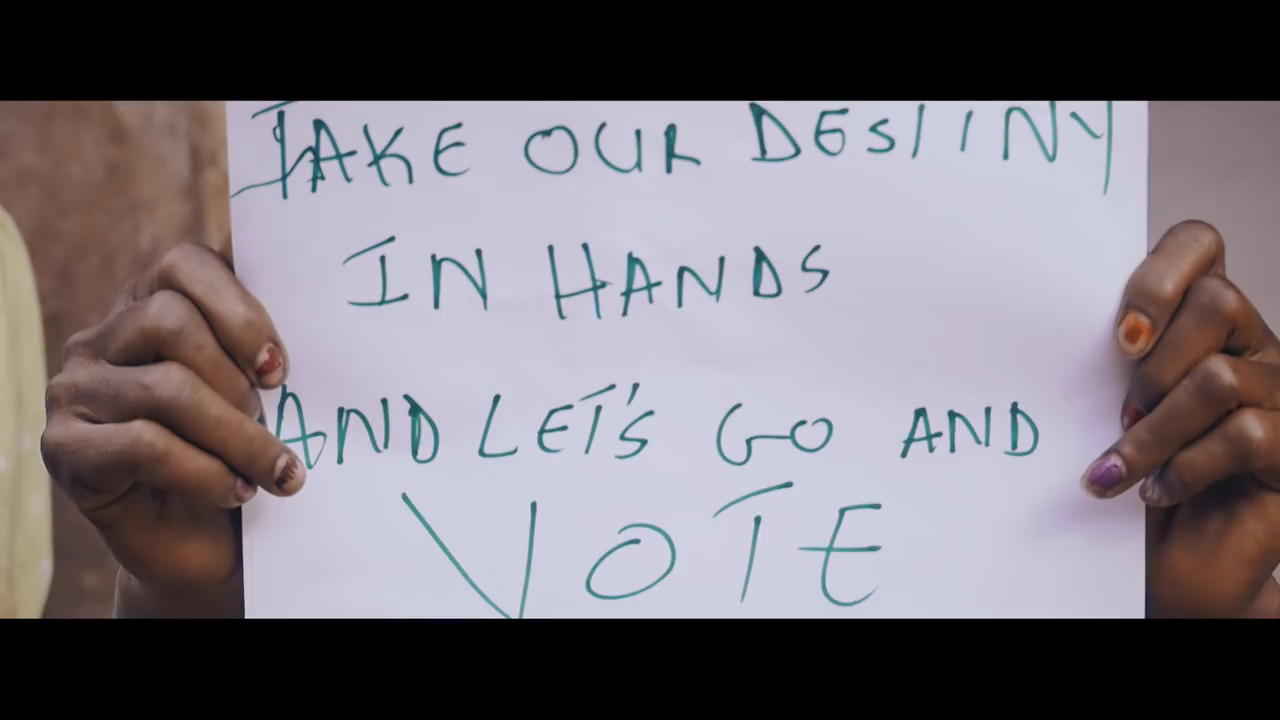 TAKE OUR DESTINY
IN HANDS
AND LET'S GO AND
VOTE